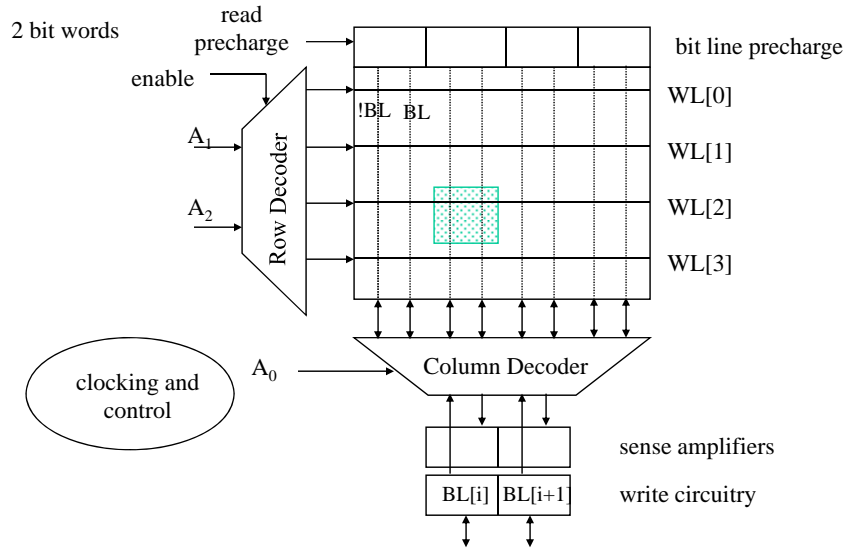 2 bit words
read
precharge
bit line precharge
enable
WL[0]
!BL BL
A1
WL[1]
Row Decoder
A2
WL[2]
WL[3]
Column Decoder
A0
clocking and
control
sense amplifiers
BL[i] BL[i+1]
write circuitry